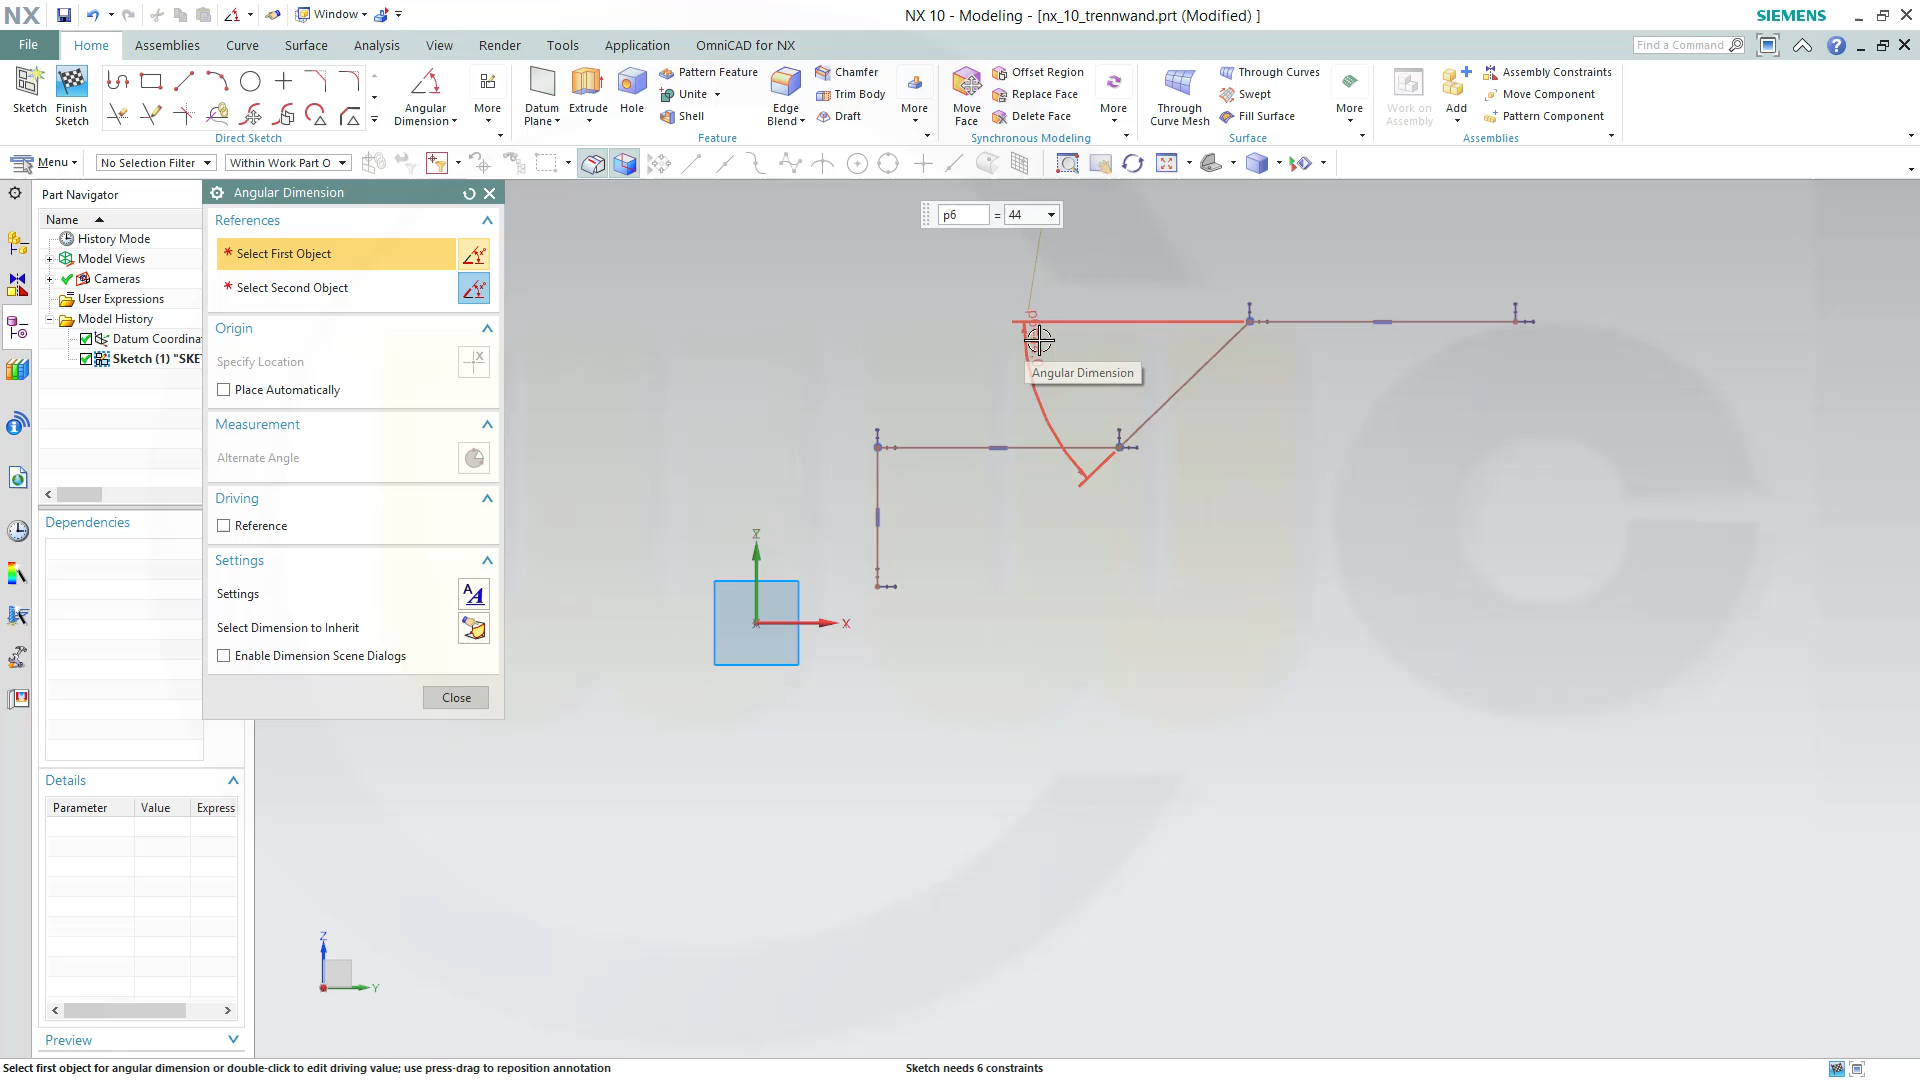 NX
Window
NX 10 - Modeling - [nx_10_trennwand.prt (Modified) ]
SIEMENS
File
Home
Assemblies
Curve
Surface
Analysis
View
Render
Tools
Application
OmniCAD for NX
Find a Command
Sketch
Finish
Sketch
Direct Sketch
Angular
Dimension
More
Datum
Plane
Extrude
Hole
Pattern Feature
Unite
Shell
Feature
Edge
Blend
Chamfer
Trim Body
Draft
More
Move
Face
Offset Region
Replace Face
Delete Face
Synchronous Modeling
More
Through
Curve Mesh
Through Curves
Swept
Fill Surface
Surface
More
Work on
Assembly
Add
Assembly Constraints
Move Component
Pattern Component
Assemblies
Menu
No Selection Filter
Within Work Part O
Part Navigator
Name
History Mode
Model Views
Cameras
User Expressions
Model History
Datum Coordina
Sketch (1) "SKE
Dependencies
Details
Parameter
Value
Express
Preview
Angular Dimension
References
* Select First Object
* Select Second Object
Origin
Specify Location
Place Automatically
Measurement
Alternate Angle
Driving
Reference
Settings
Settings
Select Dimension to Inherit
Enable Dimension Scene Dialogs
Close
p6
=
44
Angular Dimension
X
Z
Y
Select first object for angular dimension or double-click to edit driving value; use press-drag to reposition annotation
Sketch needs 6 constraints